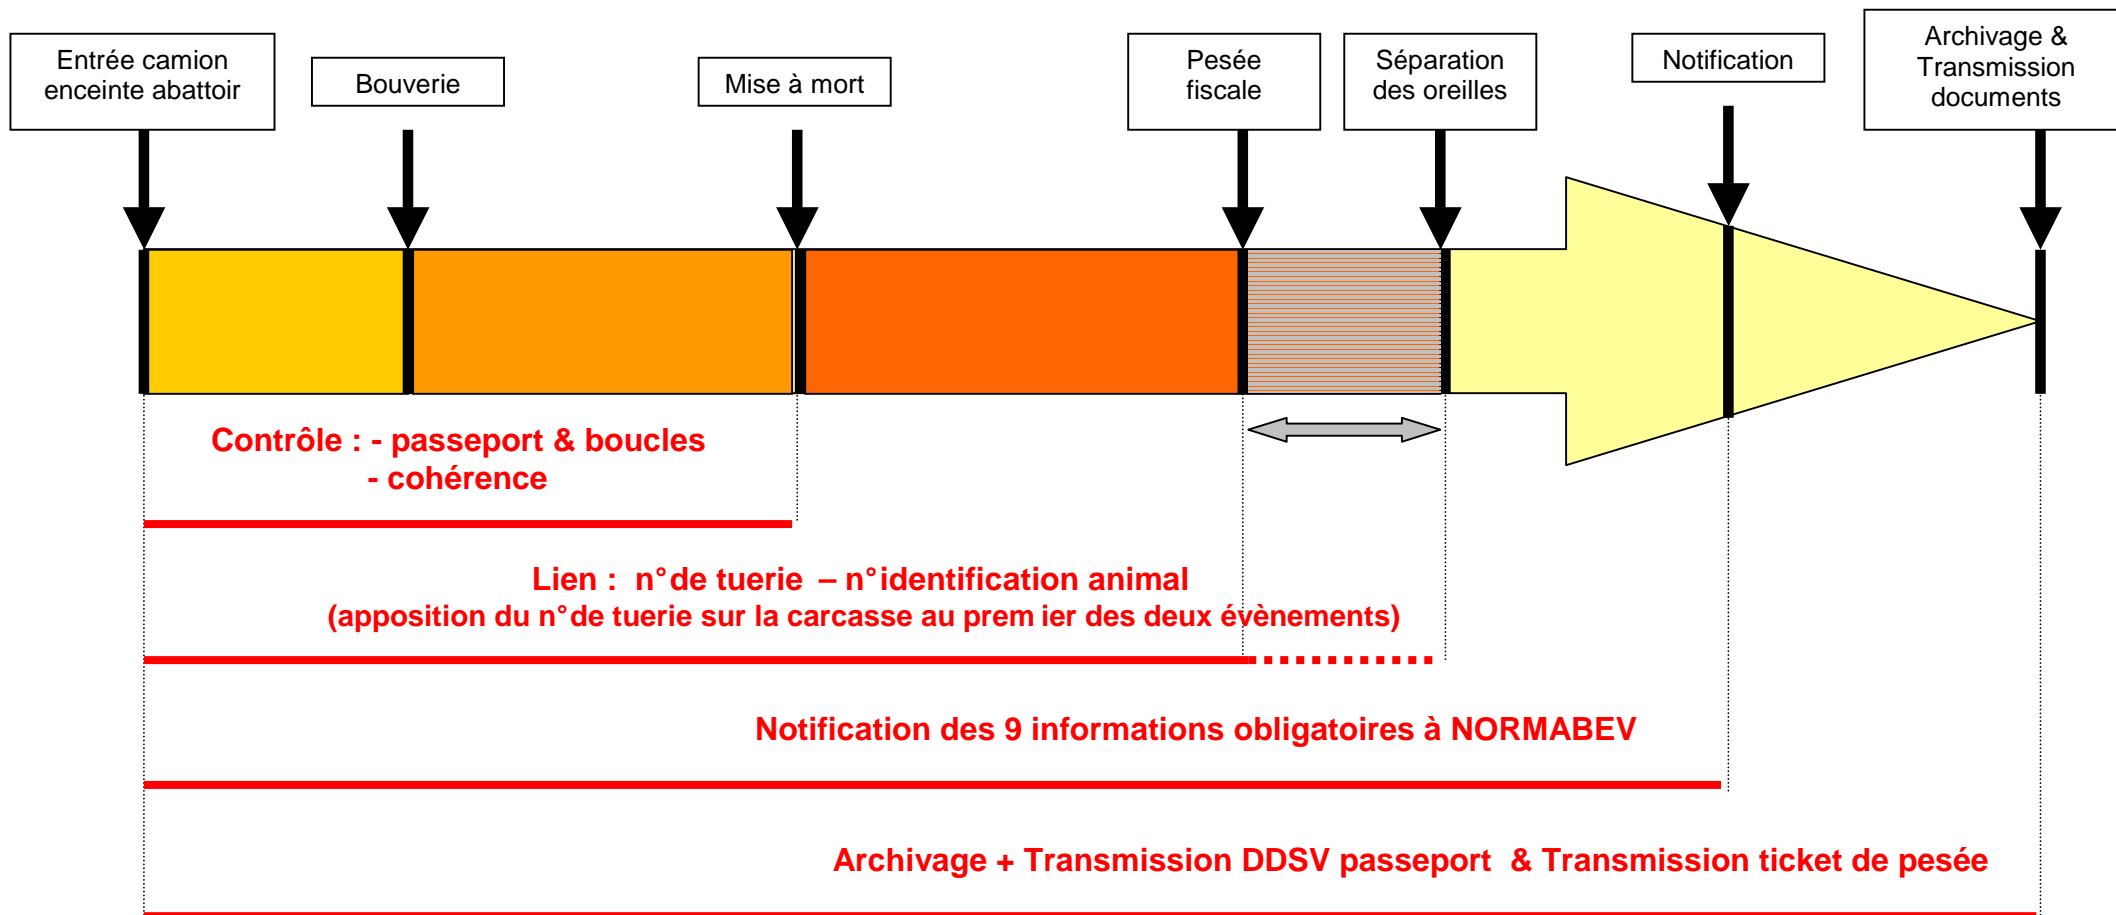 Entrée camion
enceinte abattoir
Bouverie
Mise à mort
Pesée
fiscale
Séparation
des oreilles
Notification
Archivage &
Transmission
documents
Contrôle : - passeport & boucles
- cohérence
Lien : n° de tuerie – n° identification animal
(apposition du n° de tuerie sur la carcasse au prem ier des deux évènements)
Notification des 9 informations obligatoires à NORMABEV
Archivage + Transmission DDSV passeport & Transmission ticket de pesée